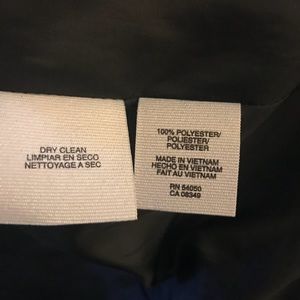 DRY CLEAN
LIMPIAR EN SECO
NETTOYAGE A SEC
100% POLYESTER/
POLIESTER/
POLYESTER
MADE IN VIETNAM
HECHO EN VIETNAM
FAIT AU VIETNAM
RN 54050
CA 08349